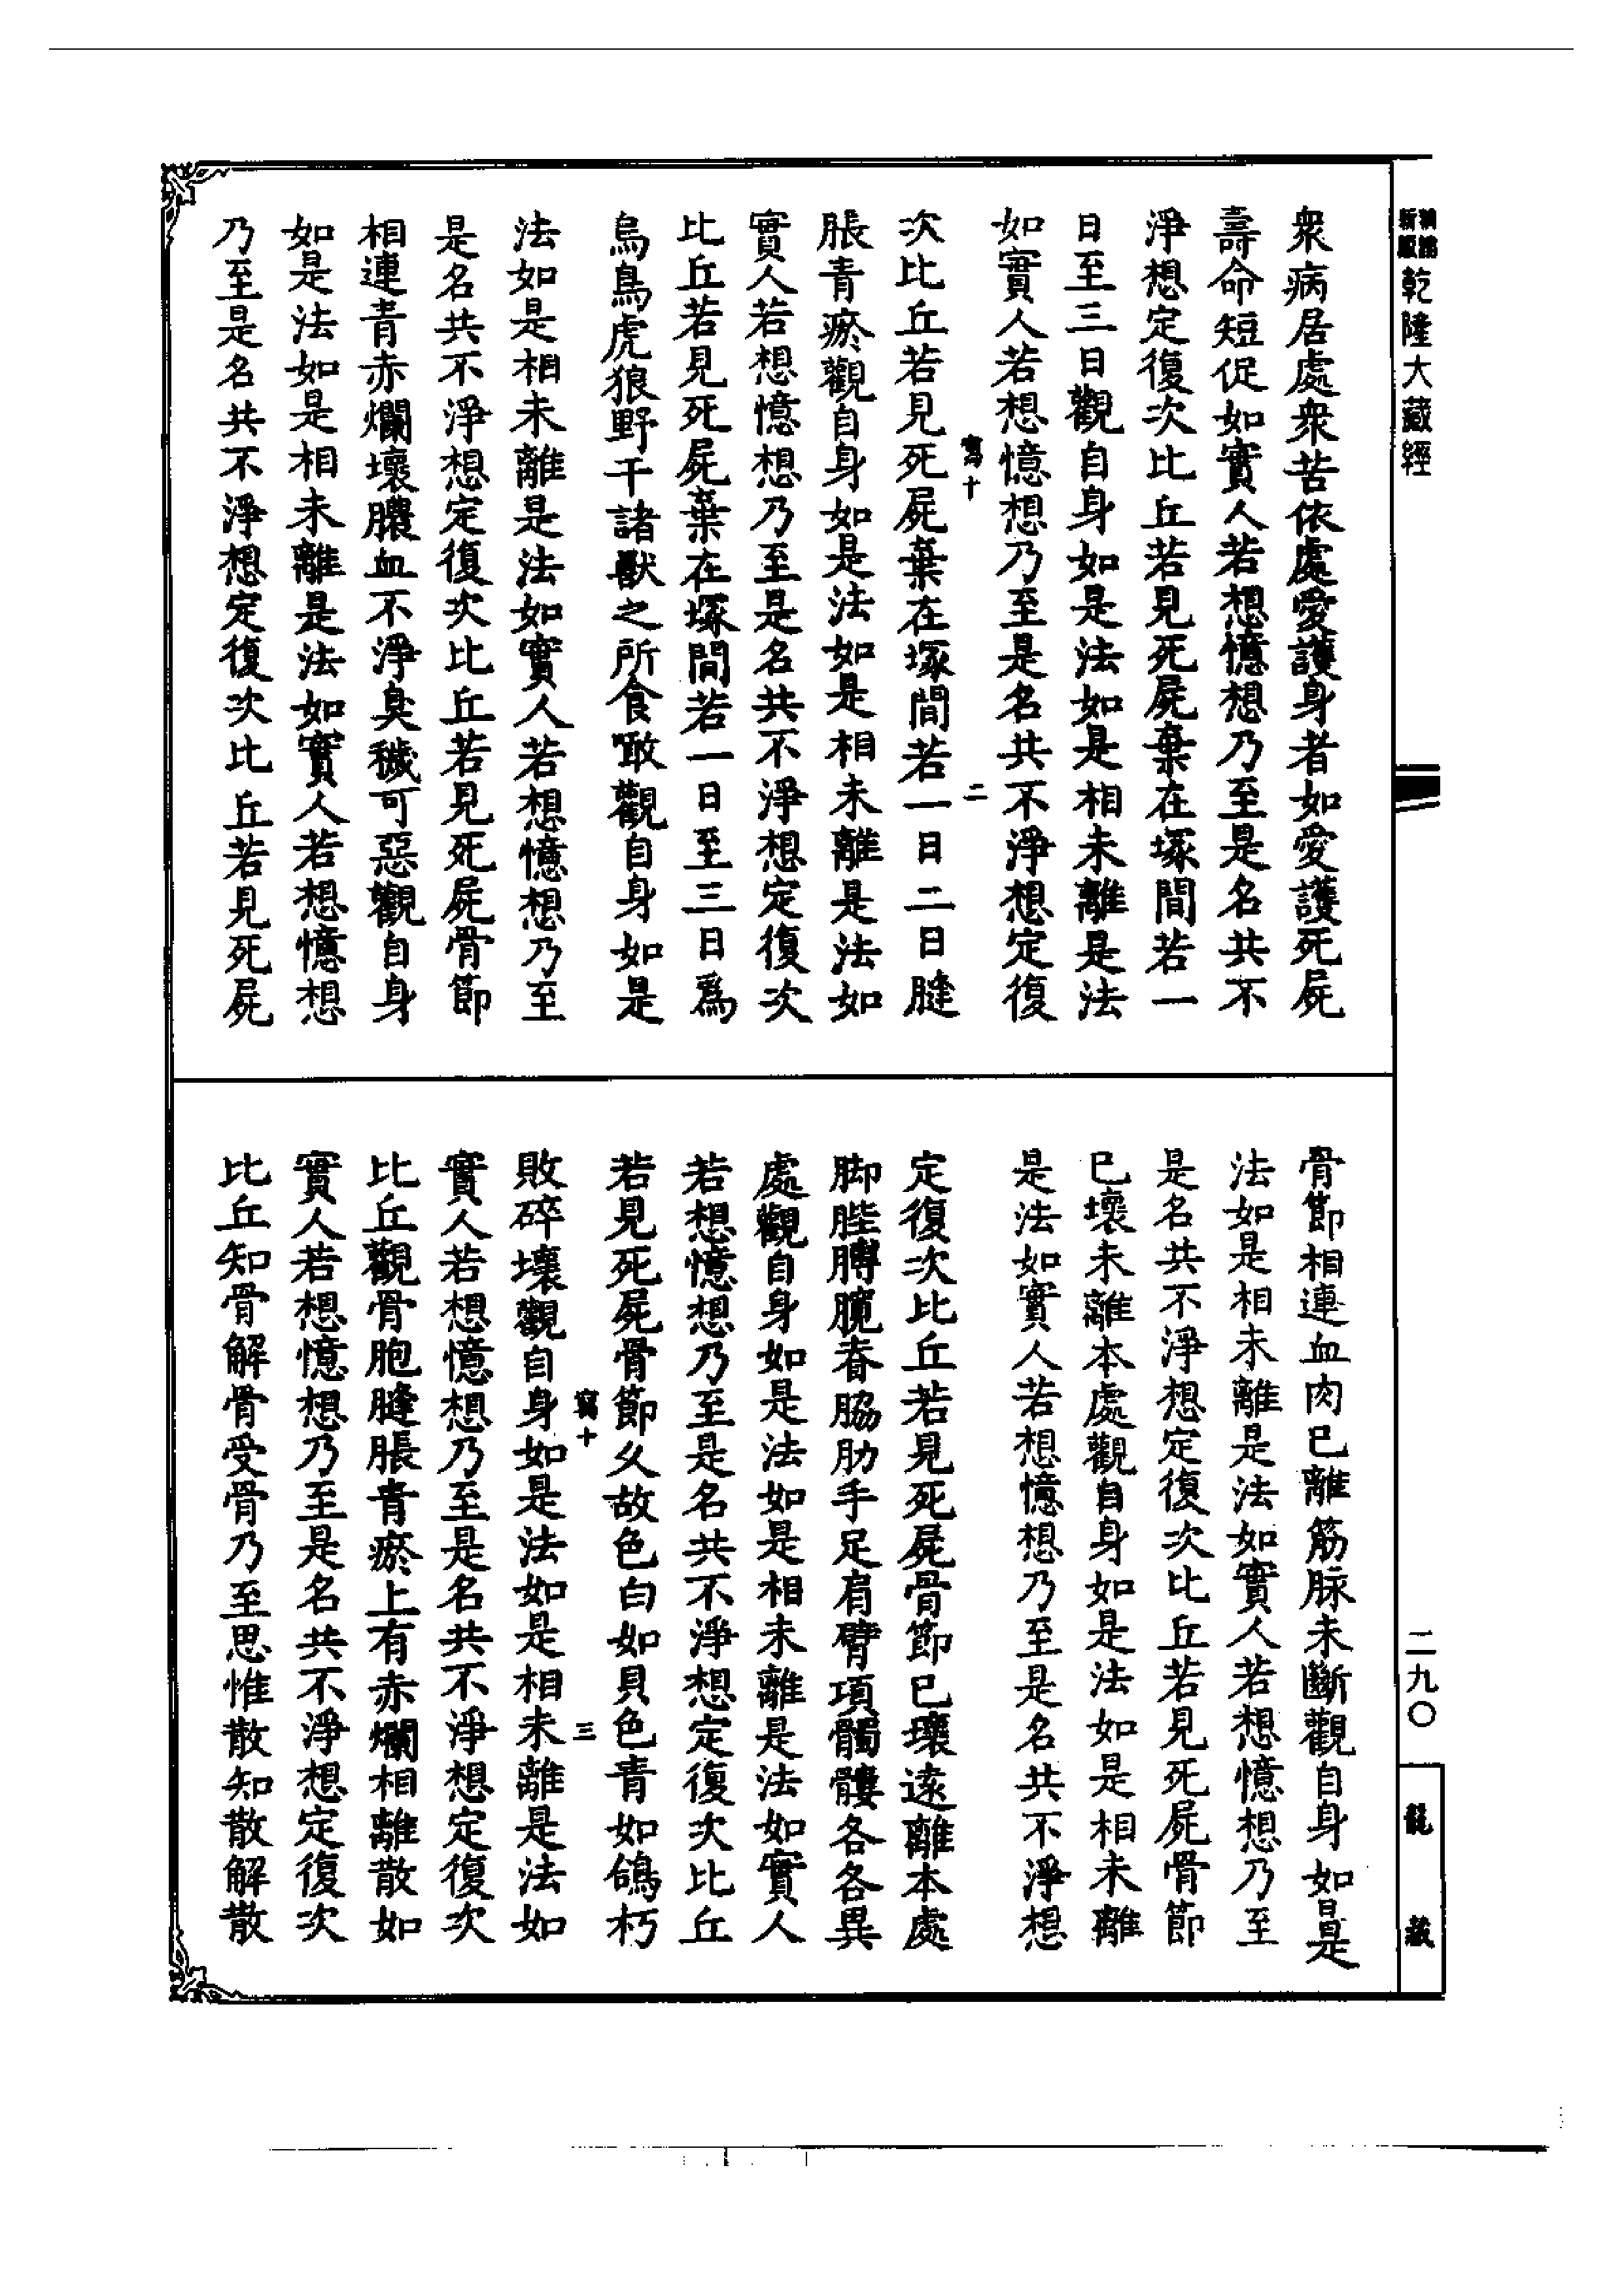 乾隆大藏經
衆病居處衆苦依處愛護身者如愛護死屍
壽命短促如實人若想憶想乃至是名共不
淨想定復次比丘若見死屍棄在塚間若一
日至三日觀自身如是法如是相未離是法
如實人若想憶想乃至是名共不淨想定復
次比丘若見死屍棄在塚間若一日二日膖
脹青瘀觀自身如是法如是相未離是法如
實人若想憶想乃至是名共不淨想定復次
比丘若見死屍棄在塚間若一日至三日爲
烏鳥虎狼野干諸獸之所食噉觀自身如是
法如是相未離是法如實人若想憶想乃至
是名共不淨想定復次比丘若見死屍骨節
相連青赤爛壞膿血不淨臭穢可惡觀自身
如是法如是相未離是法如實人若想憶想
乃至是名共不淨想定復次比丘若見死屍
骨節相連血肉已離筋脉未斷觀自身如是
法如是相未離是法如實人若想憶想乃至
是名共不淨想定復次比丘若見死屍骨節
已壞未離本處觀自身如是法如是相未離
是法如實人若想憶想乃至是名共不淨想
定復次比丘若見死屍骨節已壞遠離本處
脚䏶膊臗脊脇肋手足肩臂項髑髏各各異
處觀自身如是法如是相未離是法如實人
若想憶想乃至是名共不淨想定復次比丘
若見死屍骨節久故色白如貝色青如鴿朽
敗碎壞觀自身如是法如是相未離是法如
實人若想憶想乃至是名共不淨想定復次
比丘觀骨胞膖脹青瘀上有赤爛相離散如
實人若想憶想乃至是名共不淨想定復次
比丘知骨解骨受骨乃至思惟散知散解散
二九〇
龍藏
十
二
十
三